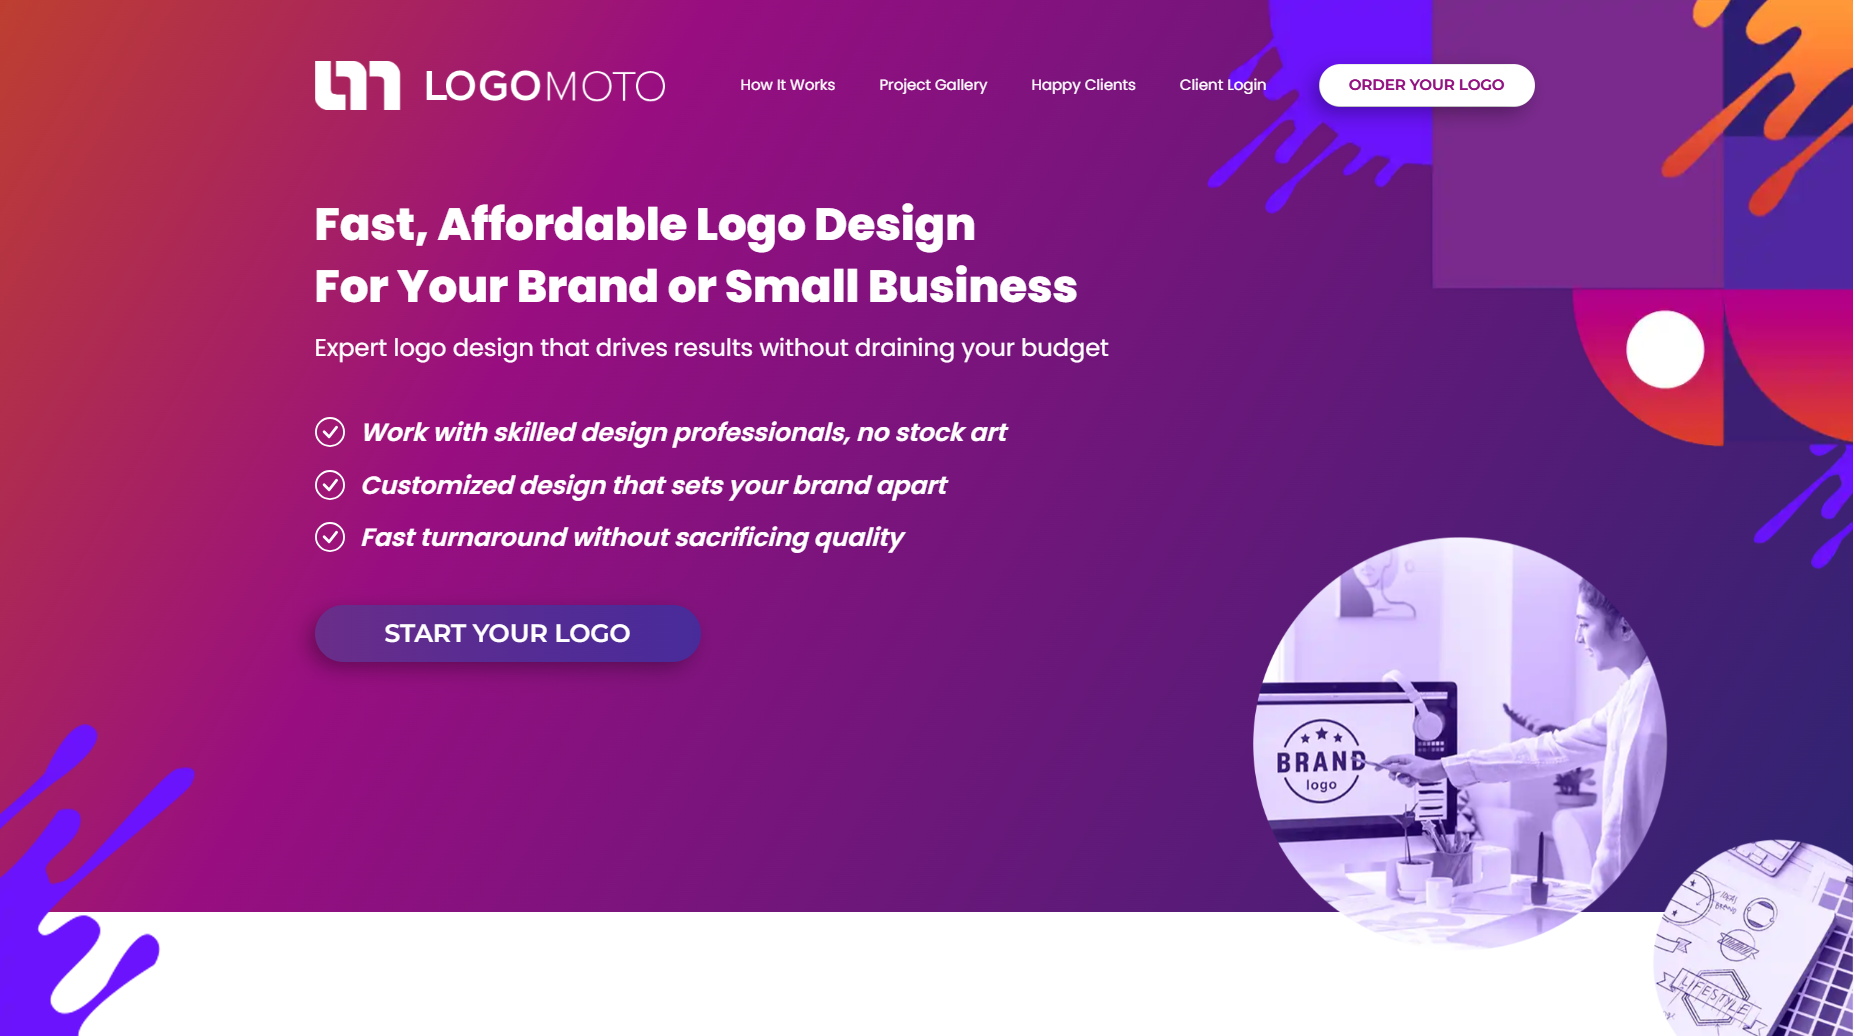 LOGOMOTO
How It Works
Project Gallery
Happy Clients
Client Login
ORDER YOUR LOGO
Fast, Affordable Logo Design
For Your Brand or Small Business
Expert logo design that drives results without draining your budget
Work with skilled design professionals, no stock art
Customized design that sets your brand apart
Fast turnaround without sacrificing quality
START YOUR LOGO
BRAND
logo
LIFESTYLE